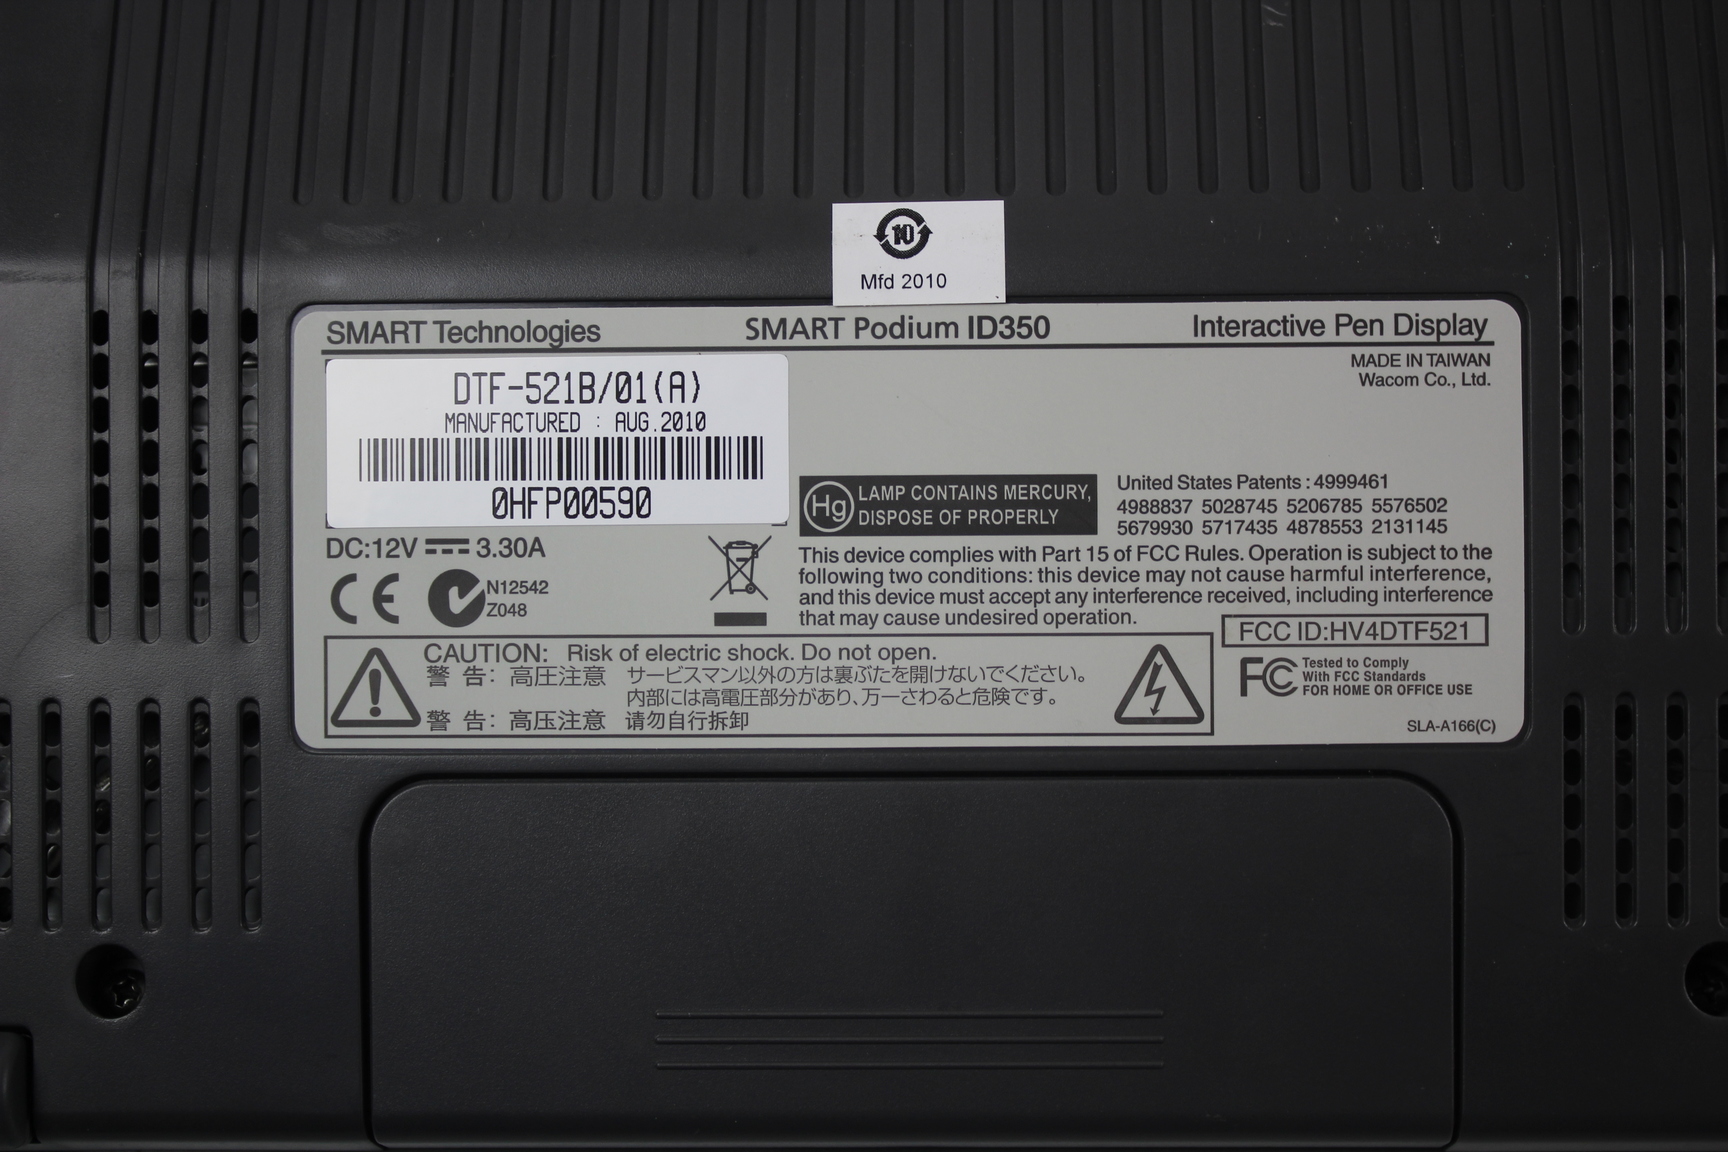 10
Mfd 2010
SMART Technologies SMART Podium ID350 Interactive Pen Display
MADE IN TAIWAN
Wacom Co., Ltd.
DTF-521B/01(A)
MANUFACTURED : AUG.2010
0HFP00590
Hg LAMP CONTAINS MERCURY,
DISPOSE OF PROPERLY
United States Patents : 4999461
4988837 5028745 5206785 5576502
5679930 5717435 4878553 2131145
DC:12V 3.30A
CE N12542
Z048
This device complies with Part 15 of FCC Rules. Operation is subject to the
following two conditions: this device may not cause harmful interference,
and this device must accept any interference received, including interference
that may cause undesired operation.
FCC ID:HV4DTF521
CAUTION: Risk of electric shock. Do not open.
警 告: 高圧注意 サービスマン以外の方は裏ぶたを開けないでください。
内部には高電圧部分があり、万一さわると危険です。
警 告: 高压注意 请勿自行拆卸
FC Tested to Comply
With FCC Standards
FOR HOME OR OFFICE USE
SLA-A166(C)